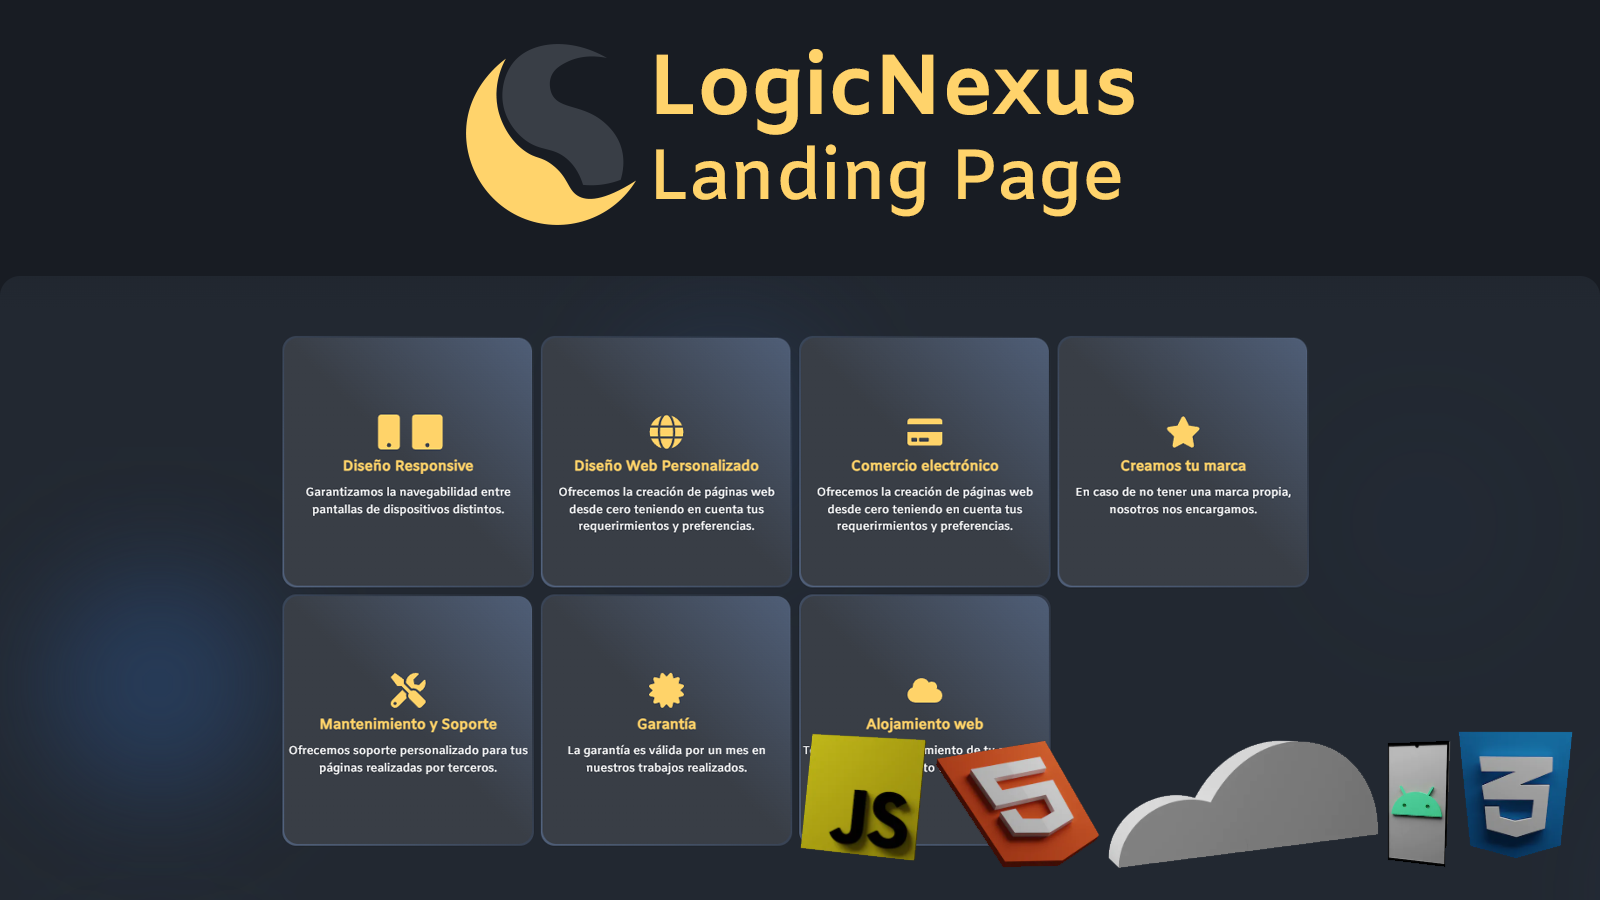 LogicNexus
Landing Page
Diseño Responsive
Garantizamos la navegabilidad entre
pantallas de dispositivos distintos.
Diseño Web Personalizado
Ofrecemos la creación de páginas web
desde cero teniendo en cuenta tus
requerirmientos y preferencias.
Comercio electrónico
Ofrecemos la creación de páginas web
desde cero teniendo en cuenta tus
requerirmientos y preferencias.
Creamos tu marca
En caso de no tener una marca propia,
nosotros nos encargamos.
Mantenimiento y Soporte
Ofrecemos soporte personalizado para tus
páginas realizadas por terceros.
Garantía
La garantía es válida por un mes en
nuestros trabajos realizados.
Alojamiento web
de
JS
5
3